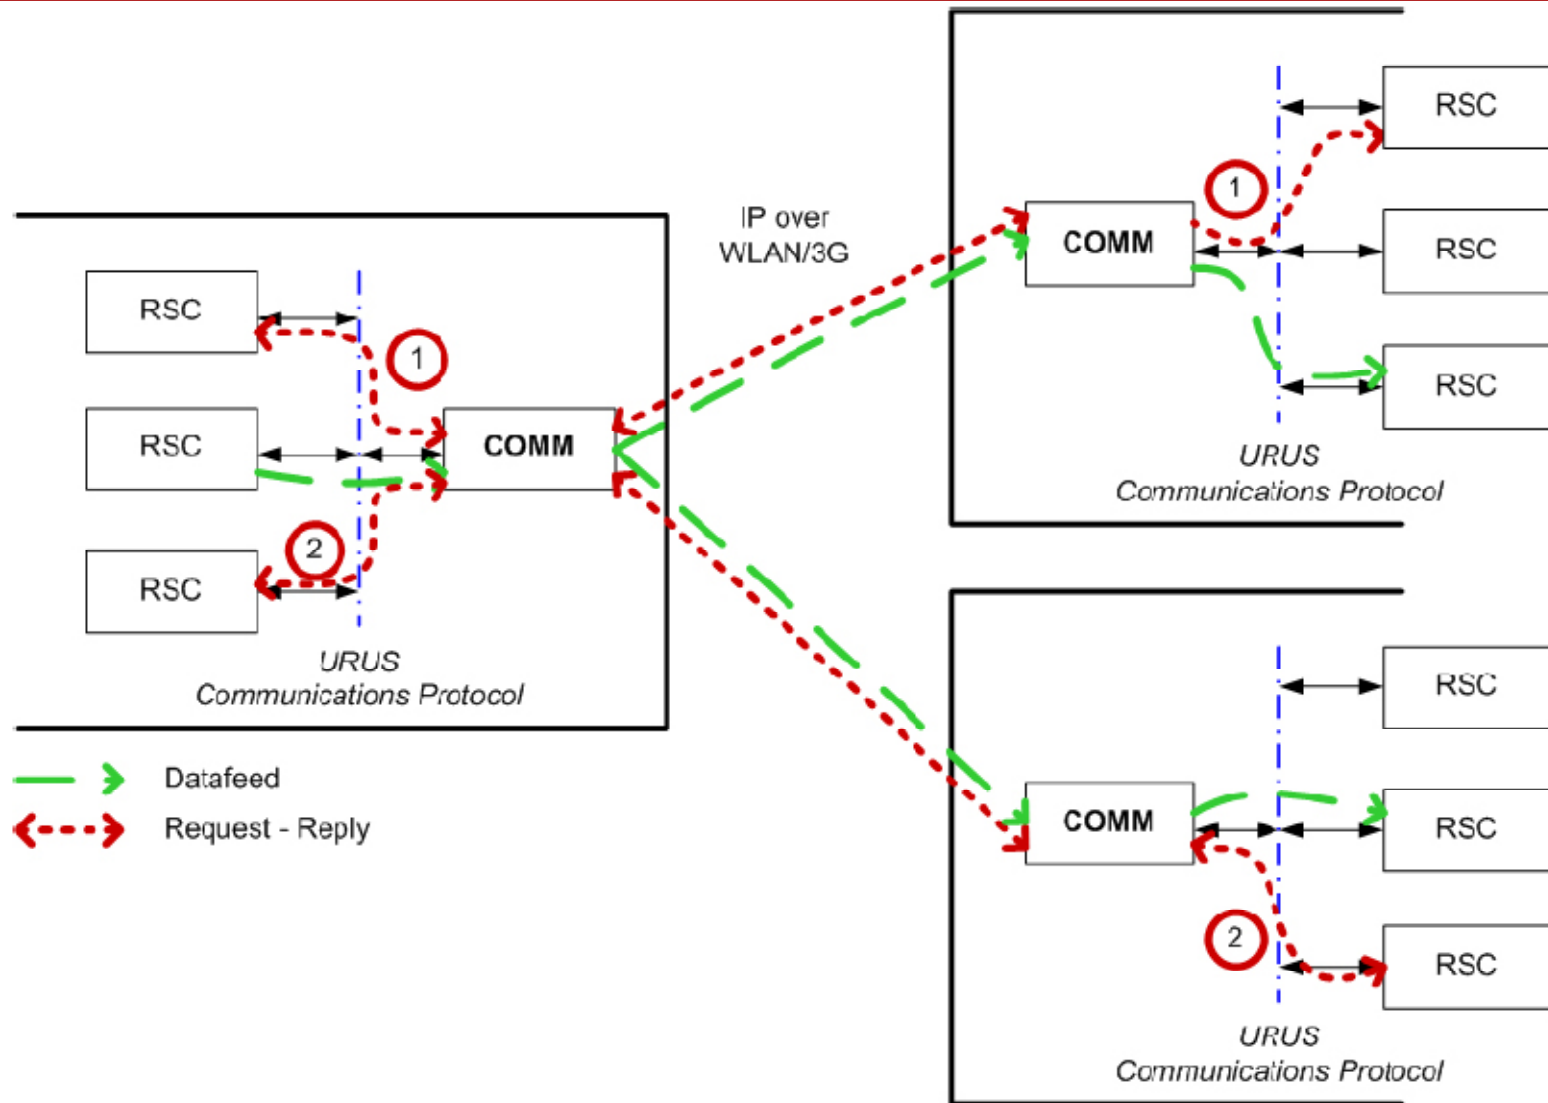 RSC
1
RSC
COMM
2
RSC
URUS
Communications Protocol
Datafeed
Request - Reply
IP over
WLAN/3G
RSC
1
COMM
RSC
RSC
URUS
Communications Protocol
RSC
COMM
RSC
2
RSC
URUS
Communications Protocol